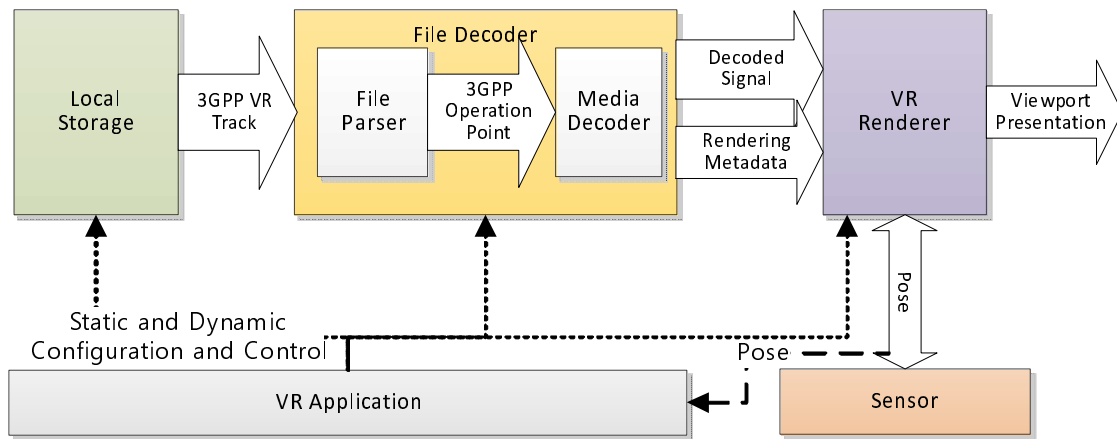 File Decoder
Local
Storage
3GPP VR
Track
File
Parser
3GPP
Operation
Point
Media
Decoder
Decoded
Signal
Rendering
Metadata
VR
Renderer
Viewport
Presentation
Pose
Static and Dynamic
Configuration and Control
Pose
VR Application
Sensor